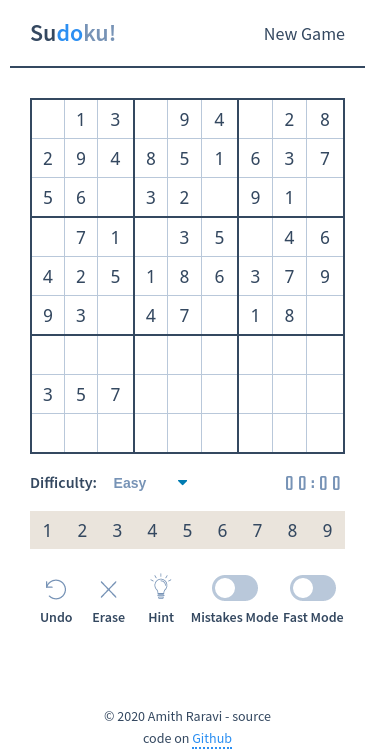 Sudoku! New Game
1 3 9 4 2 8
2 9 4 8 5 1 6 3 7
5 6 3 2 9 1
7 1 3 5 4 6
4 2 5 1 8 6 3 7 9
9 3 4 7 1 8
3 5 7
Difficulty: Easy 00:00
1 2 3 4 5 6 7 8 9
Undo Erase Hint Mistakes Mode Fast Mode
© 2020 Amith Raravi - source
code on Github